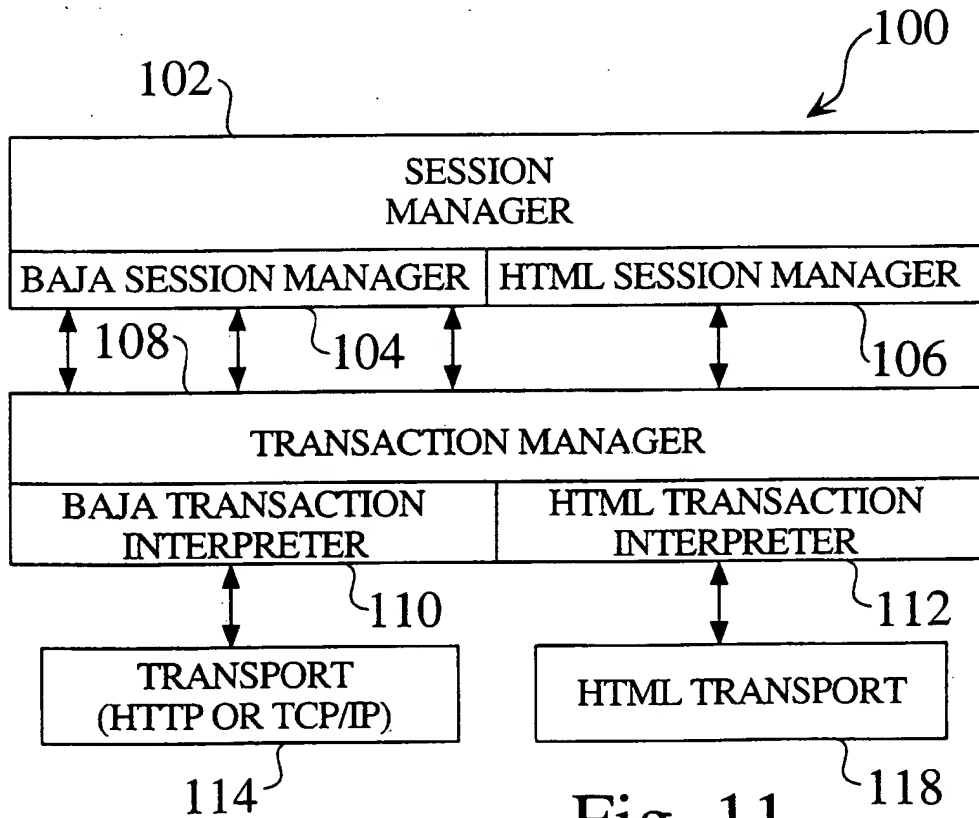 100
102
SESSION
MANAGER
BAJA SESSION MANAGER
HTML SESSION MANAGER
108
104
106
TRANSACTION MANAGER
BAJA TRANSACTION
INTERPRETER
HTML TRANSACTION
INTERPRETER
110
112
TRANSPORT
(HTTP OR TCP/IP)
HTML TRANSPORT
114
118
Fig. 11